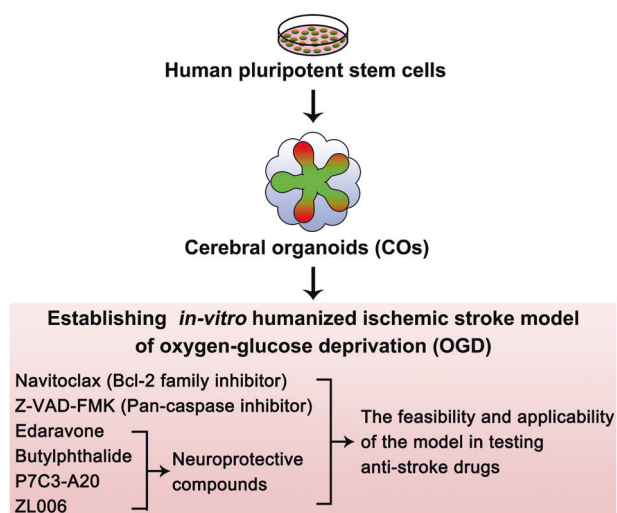 Human pluripotent stem cells
Cerebral organoids (COs)
Establishing in-vitro humanized ischemic stroke model
of oxygen-glucose deprivation (OGD)
Navitoclax (Bcl-2 family inhibitor)
Z-VAD-FMK (Pan-caspase inhibitor)
Edaravone
Butylphthalide
P7C3-A20
ZL006
Neuroprotective
compounds
The feasibility and applicability
of the model in testing
anti-stroke drugs